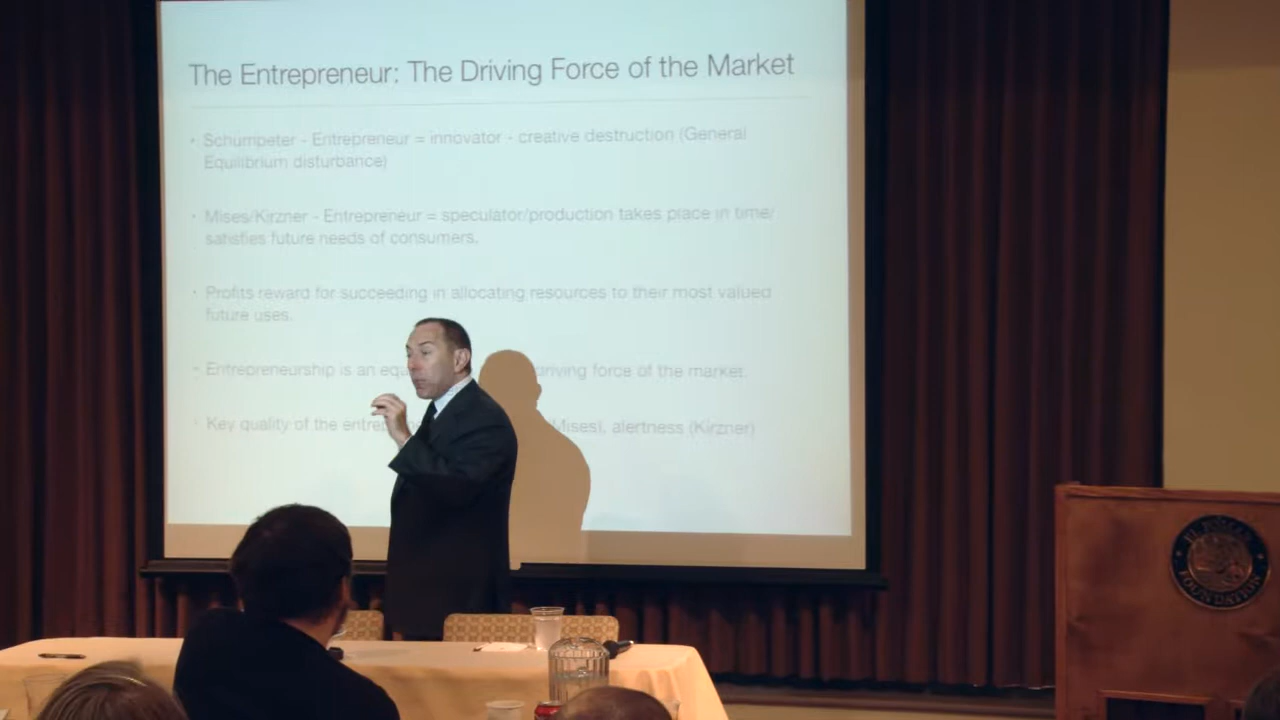 The Entrepreneur: The Driving Force of the Market
• Schumpeter - Entrepreneur = innovator - creative destruction (General
Equilibrium disturbance)
• Mises/Kirzner - Entrepreneur = speculator/production takes place in time/
satisfies future needs of consumers.
• Profits reward for succeeding in allocating resources to their most valued
future uses.
• Entrepreneurship is an driving force of the market.
• Key quality of the (Mises), alertness (Kirzner)
FOUNDATION